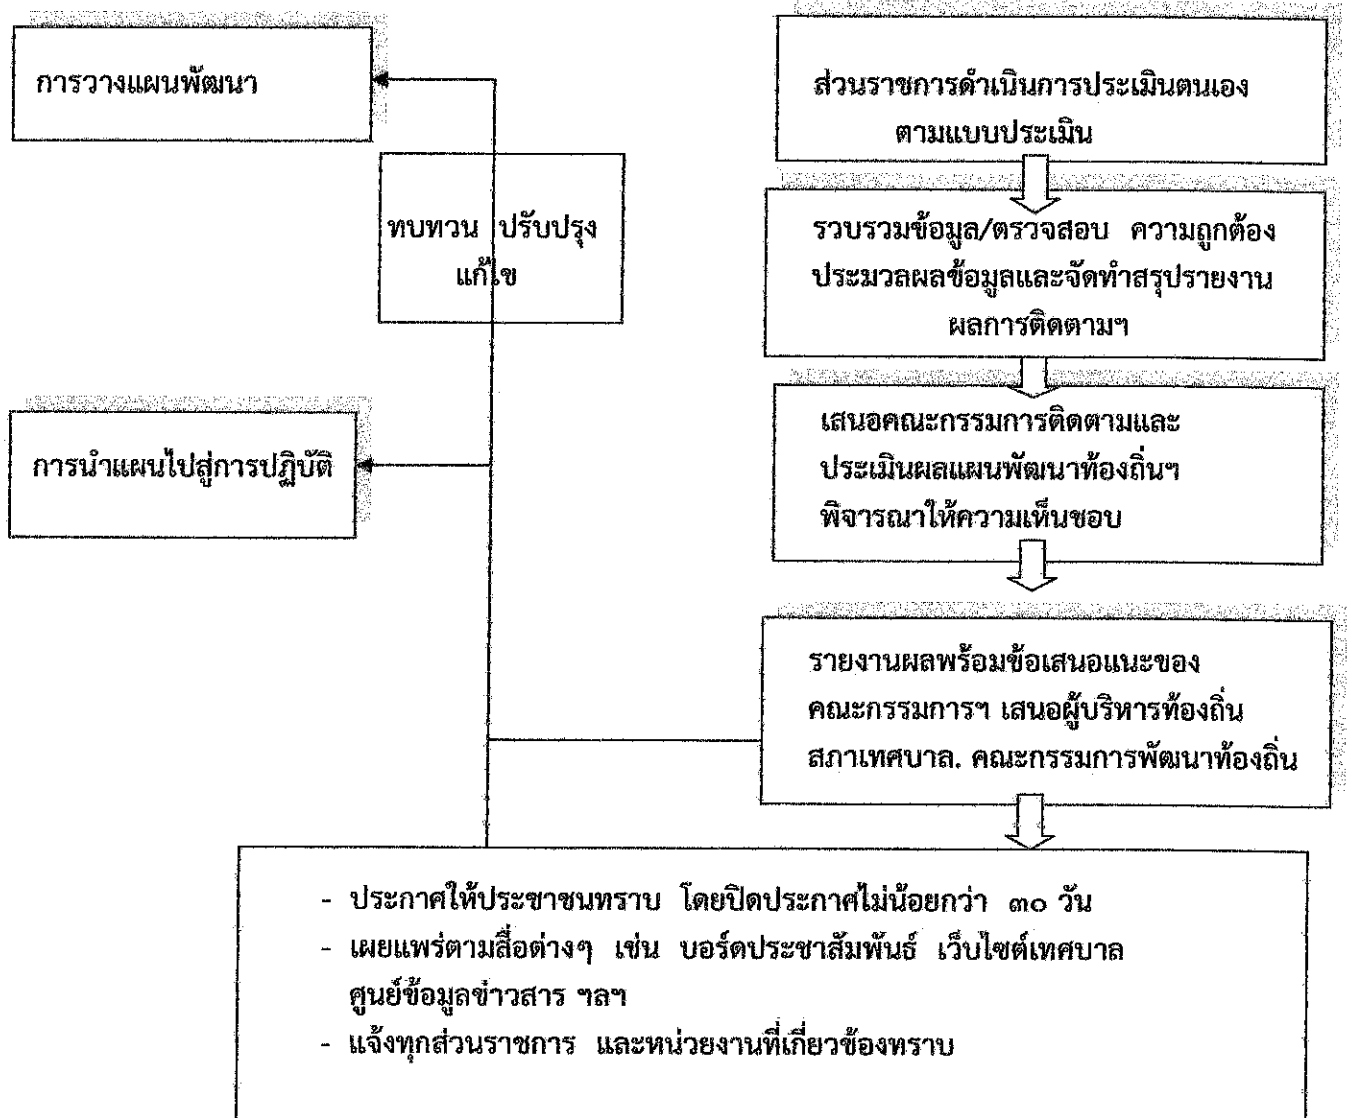 การวางแผนพัฒนา
ทบทวน ปรับปรุง
แก้ไข
การนำแผนไปสู่การปฏิบัติ
ส่วนราชการดำเนินการประเมินตนเอง
ตามแบบประเมิน
รวบรวมข้อมูล/ตรวจสอบ ความถูกต้อง
ประมวลผลข้อมูลและจัดทำสรุปรายงาน
ผลการติดตามฯ
เสนอคณะกรรมการติดตามและ
ประเมินผลแผนพัฒนาท้องถิ่นฯ
พิจารณาให้ความเห็นชอบ
รายงานผลพร้อมข้อเสนอแนะของ
คณะกรรมการฯ เสนอผู้บริหารท้องถิ่น
สภาเทศบาล. คณะกรรมการพัฒนาท้องถิ่น
- ประกาศให้ประชาชนทราบ โดยปิดประกาศไม่น้อยกว่า ๓๐ วัน
- เผยแพร่ตามสื่อต่างๆ เช่น บอร์ดประชาสัมพันธ์ เว็บไซต์เทศบาล
ศูนย์ข้อมูลข่าวสาร ฯลฯ
- แจ้งทุกส่วนราชการ และหน่วยงานที่เกี่ยวข้องทราบ